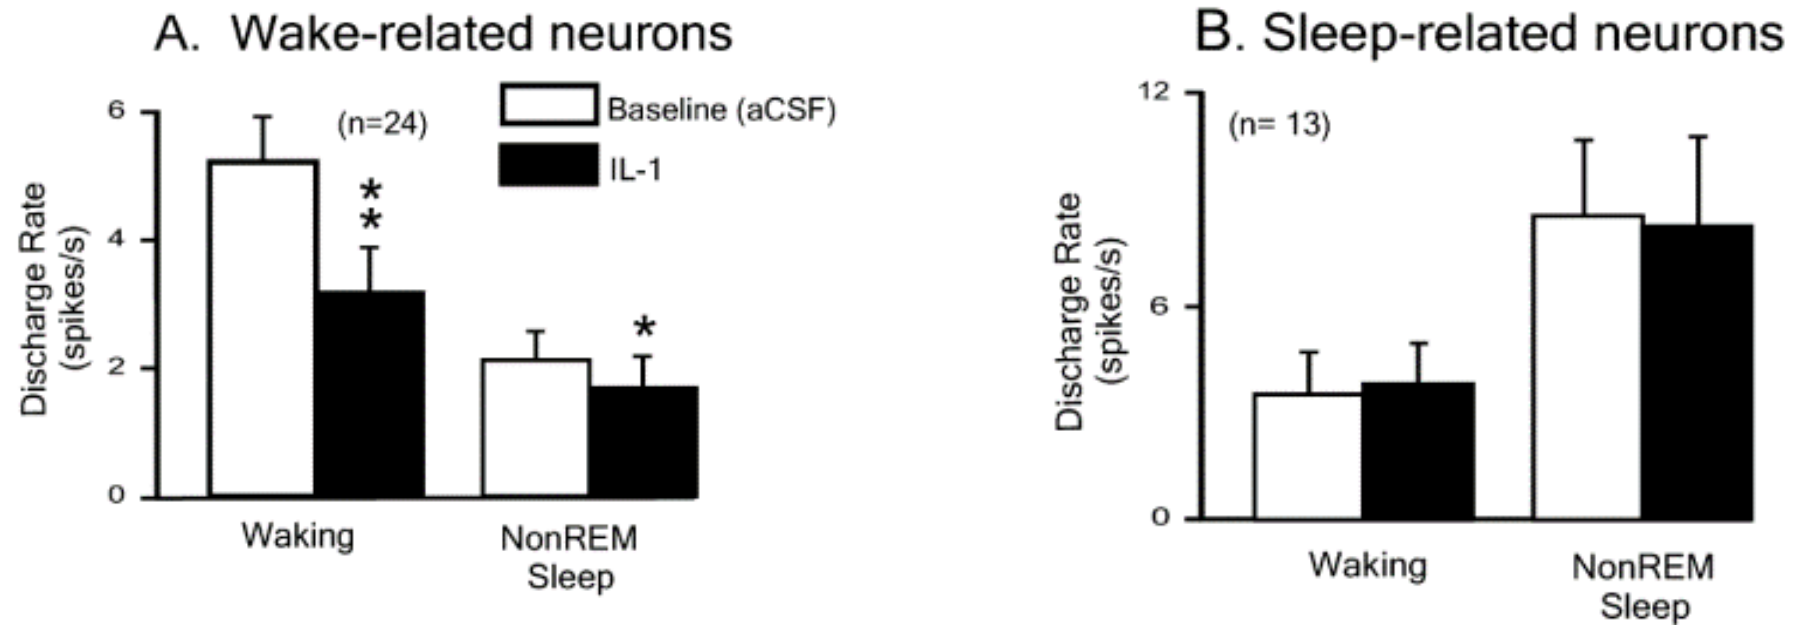 A. Wake-related neurons
6
4
2
0
Discharge Rate
(spikes/s)
(n=24)
Baseline (aCSF)
IL-1
*
*
*
Waking
NonREM
Sleep
B. Sleep-related neurons
12
6
0
Discharge Rate
(spikes/s)
(n= 13)
Waking
NonREM
Sleep